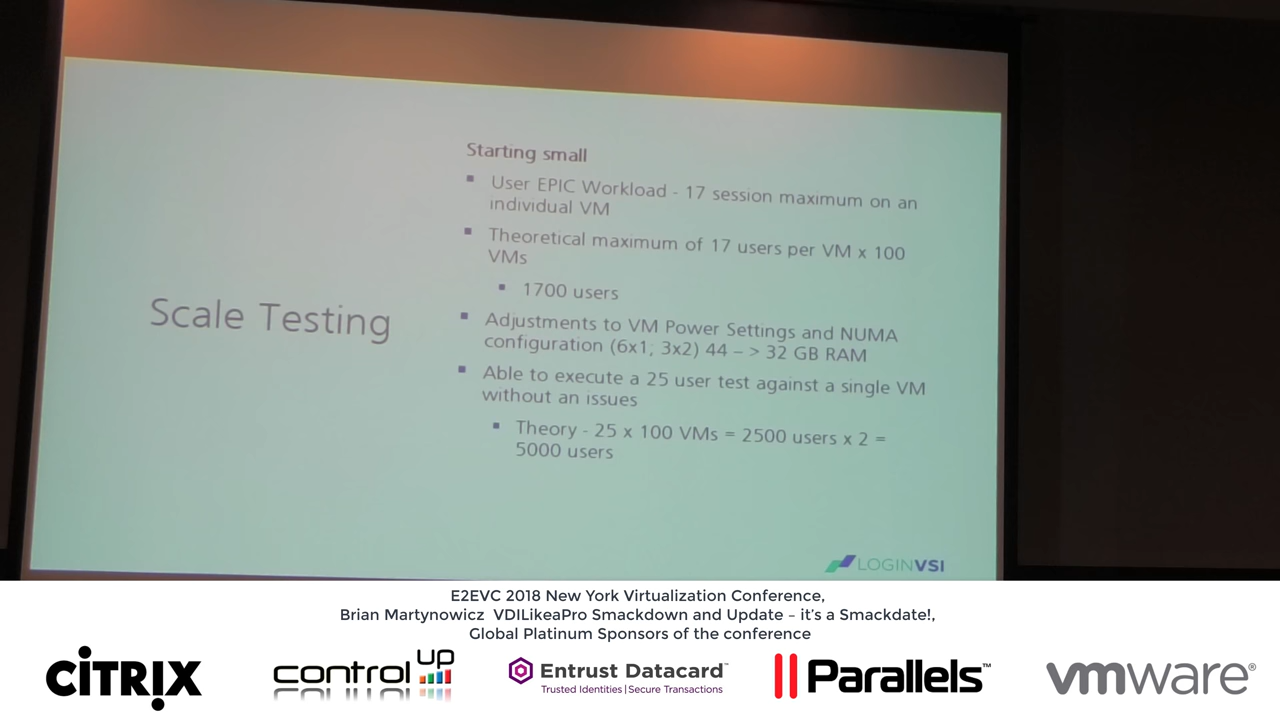 Scale Testing
Starting small
▪ User EPIC Workload - 17 session maximum on an
individual VM
▪ Theoretical maximum of 17 users per VM x 100
VMs
▪ 1700 users
▪ Adjustments to VM Power Settings and NUMA
configuration (6x1; 3x2) 44 – > 32 GB RAM
▪ Able to execute a 25 user test against a single VM
without an issues
▪ Theory - 25 x 100 VMs = 2500 users x 2 =
5000 users
LOGINVSI
E2EVC 2018 New York Virtualization Conference,
Brian Martynowicz VDILikeaPro Smackdown and Update – it's a Smackdate!,
Global Platinum Sponsors of the conference
CiTRiX
control UP
Entrust Datacard™
Trusted Identities | Secure Transactions
Parallels™
vmware®